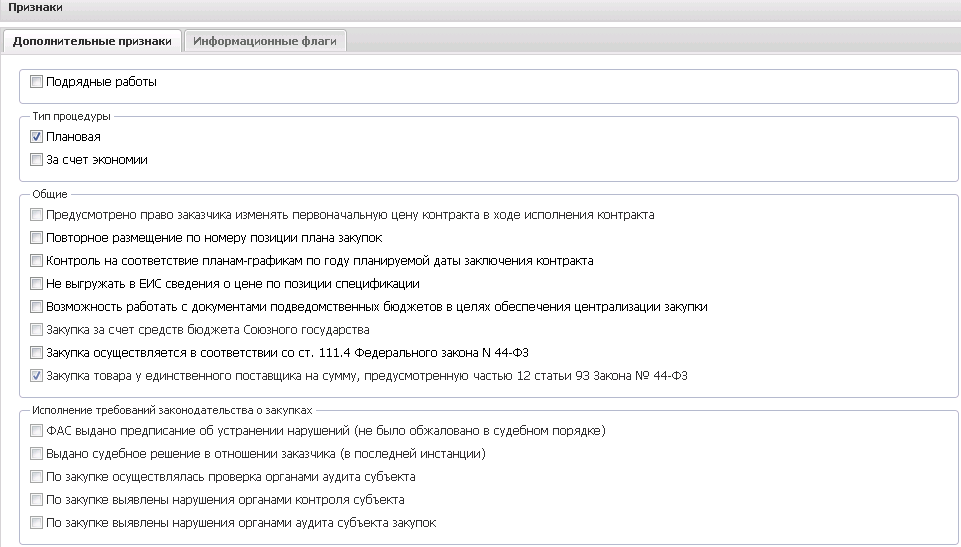 Признаки
Дополнительные признаки
Информационные флаги
Подрядные работы
Тип процедуры
Плановая
За счет экономии
Общие
Предусмотрено право заказчика изменять первоначальную цену контракта в ходе исполнения контракта
Повторное размещение по номеру позиции плана закупок
Контроль на соответствие планам-графикам по году планируемой даты заключения контракта
Не выгружать в ЕИС сведения о цене по позиции спецификации
Возможность работать с документами подведомственных бюджетов в целях обеспечения централизации закупки
Закупка за счет средств бюджета Союзного государства
Закупка осуществляется в соответствии со ст. 111.4 Федерального закона N 44-ФЗ
Закупка товара у единственного поставщика на сумму, предусмотренную частью 12 статьи 93 Закона № 44-ФЗ
Исполнение требований законодательства о закупках
ФАС выдано предписание об устранении нарушений (не было обжаловано в судебном порядке)
Выдано судебное решение в отношении заказчика (в последней инстанции)
По закупке осуществлялась проверка органами аудита субъекта
По закупке выявлены нарушения органами контроля субъекта
По закупке выявлены нарушения органами аудита субъекта закупок